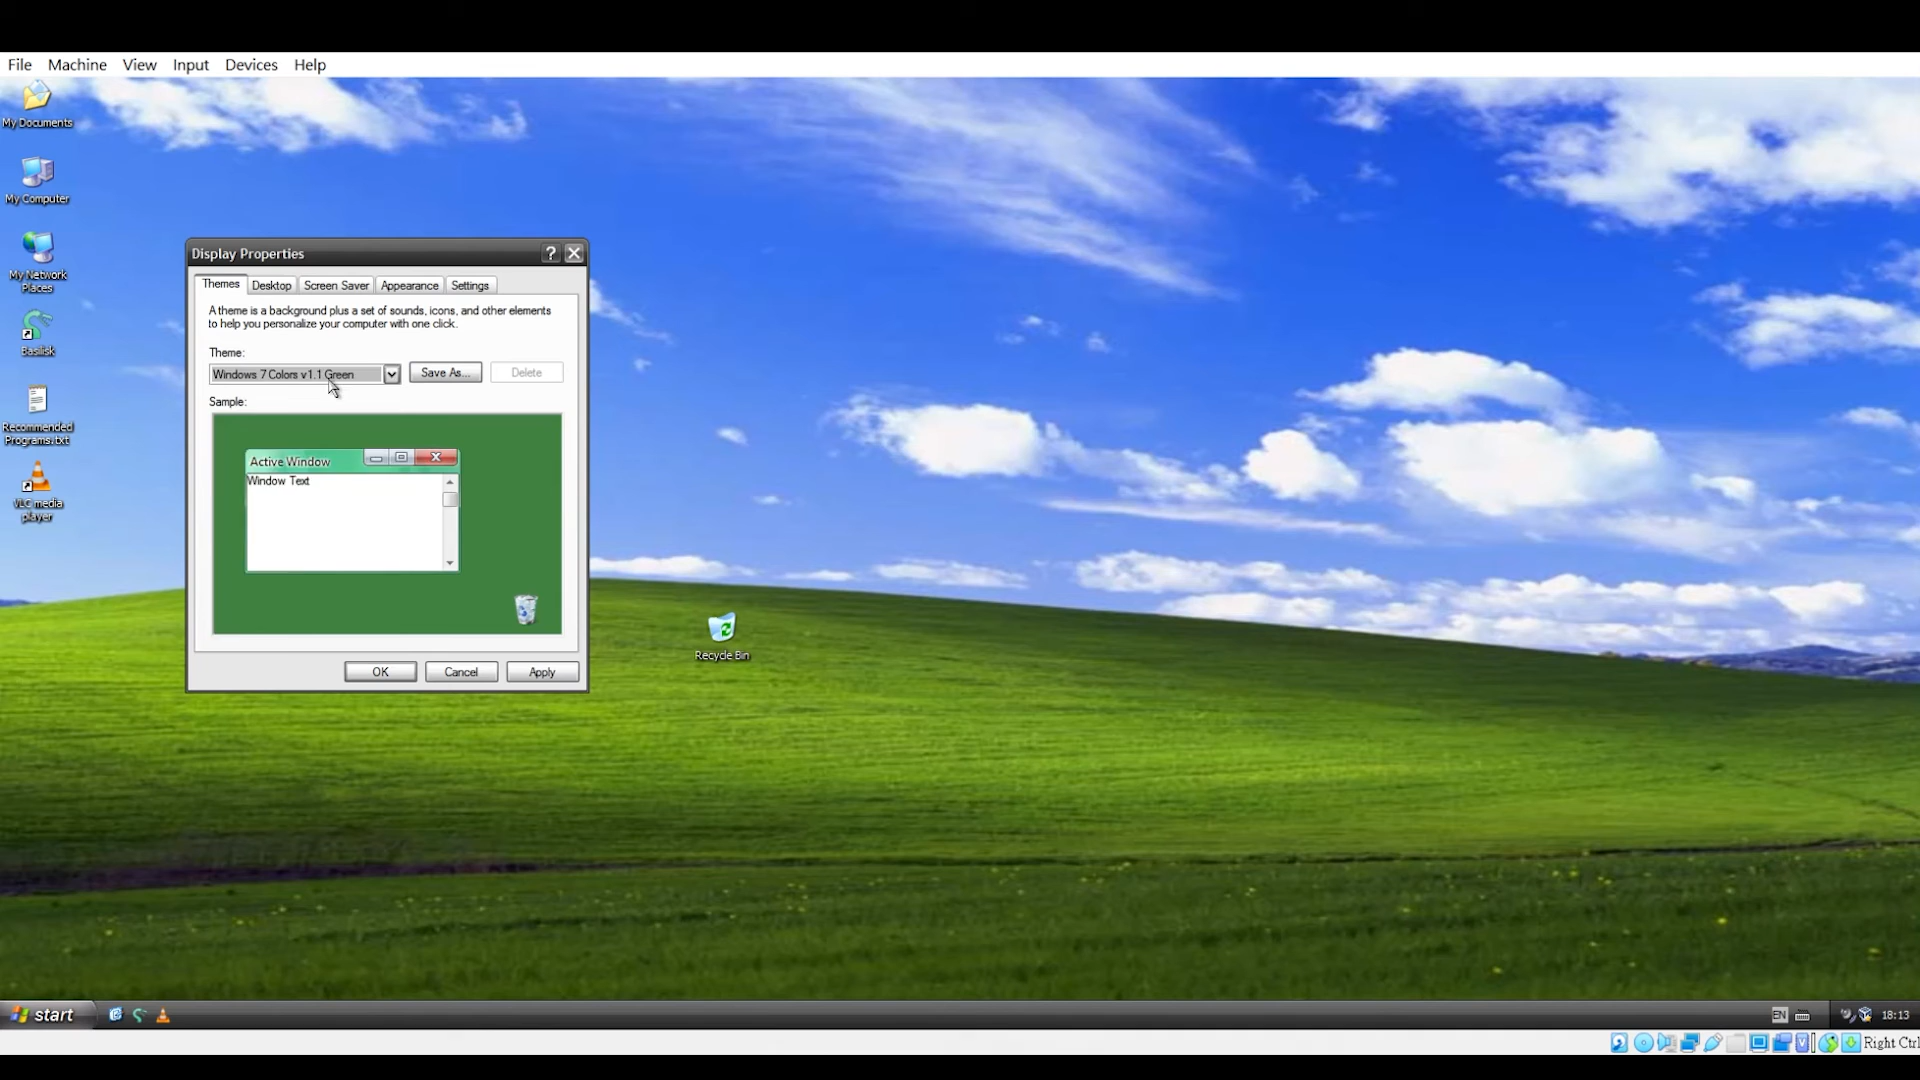 File Machine View Input Devices Help
My Documents
My Computer
My Network
Places
Basilisk
Recommended
Programs.txt
VLC media
player
Display Properties
Themes Desktop Screen Saver Appearance Settings
A theme is a background plus a set of sounds, icons, and other elements
to help you personalize your computer with one click.
Theme:
Windows 7 Colors v1.1 Green
Save As...
Delete
Sample:
Active Window
Window Text
OK Cancel Apply
Recycle Bin
start
EN
18:13
Right Ctrl